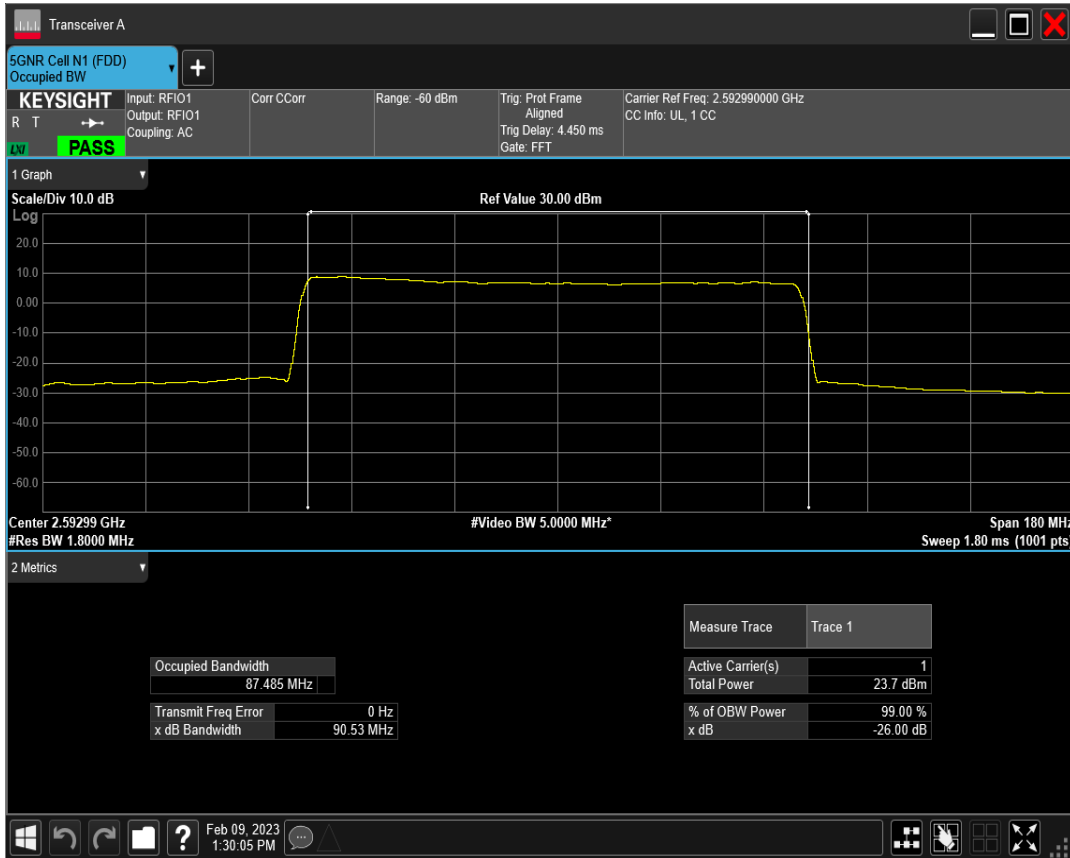 Transceiver A
5GNR Cell N1 (FDD)
Occupied BW
+
KEYSIGHT
R T
LXI
PASS
Input: RFIO1
Output: RFIO1
Coupling: AC
Corr CCorr
Range: -60 dBm
Trig: Prot Frame
Aligned
Trig Delay: 4.450 ms
Gate: FFT
Carrier Ref Freq: 2.592990000 GHz
CC Info: UL, 1 CC
1 Graph
Scale/Div 10.0 dB
Ref Value 30.00 dBm
Log
20.0
10.0
0.00
-10.0
-20.0
-30.0
-40.0
-50.0
-60.0
Center 2.59299 GHz
#Video BW 5.0000 MHz*
Span 180 MHz
#Res BW 1.8000 MHz
Sweep 1.80 ms (1001 pts)
2 Metrics
Measure Trace Trace 1
Occupied Bandwidth
87.485 MHz
Transmit Freq Error 0 Hz
x dB Bandwidth 90.53 MHz
Active Carrier(s) 1
Total Power 23.7 dBm
% of OBW Power 99.00 %
x dB -26.00 dB
?
Feb 09, 2023
1:30:05 PM